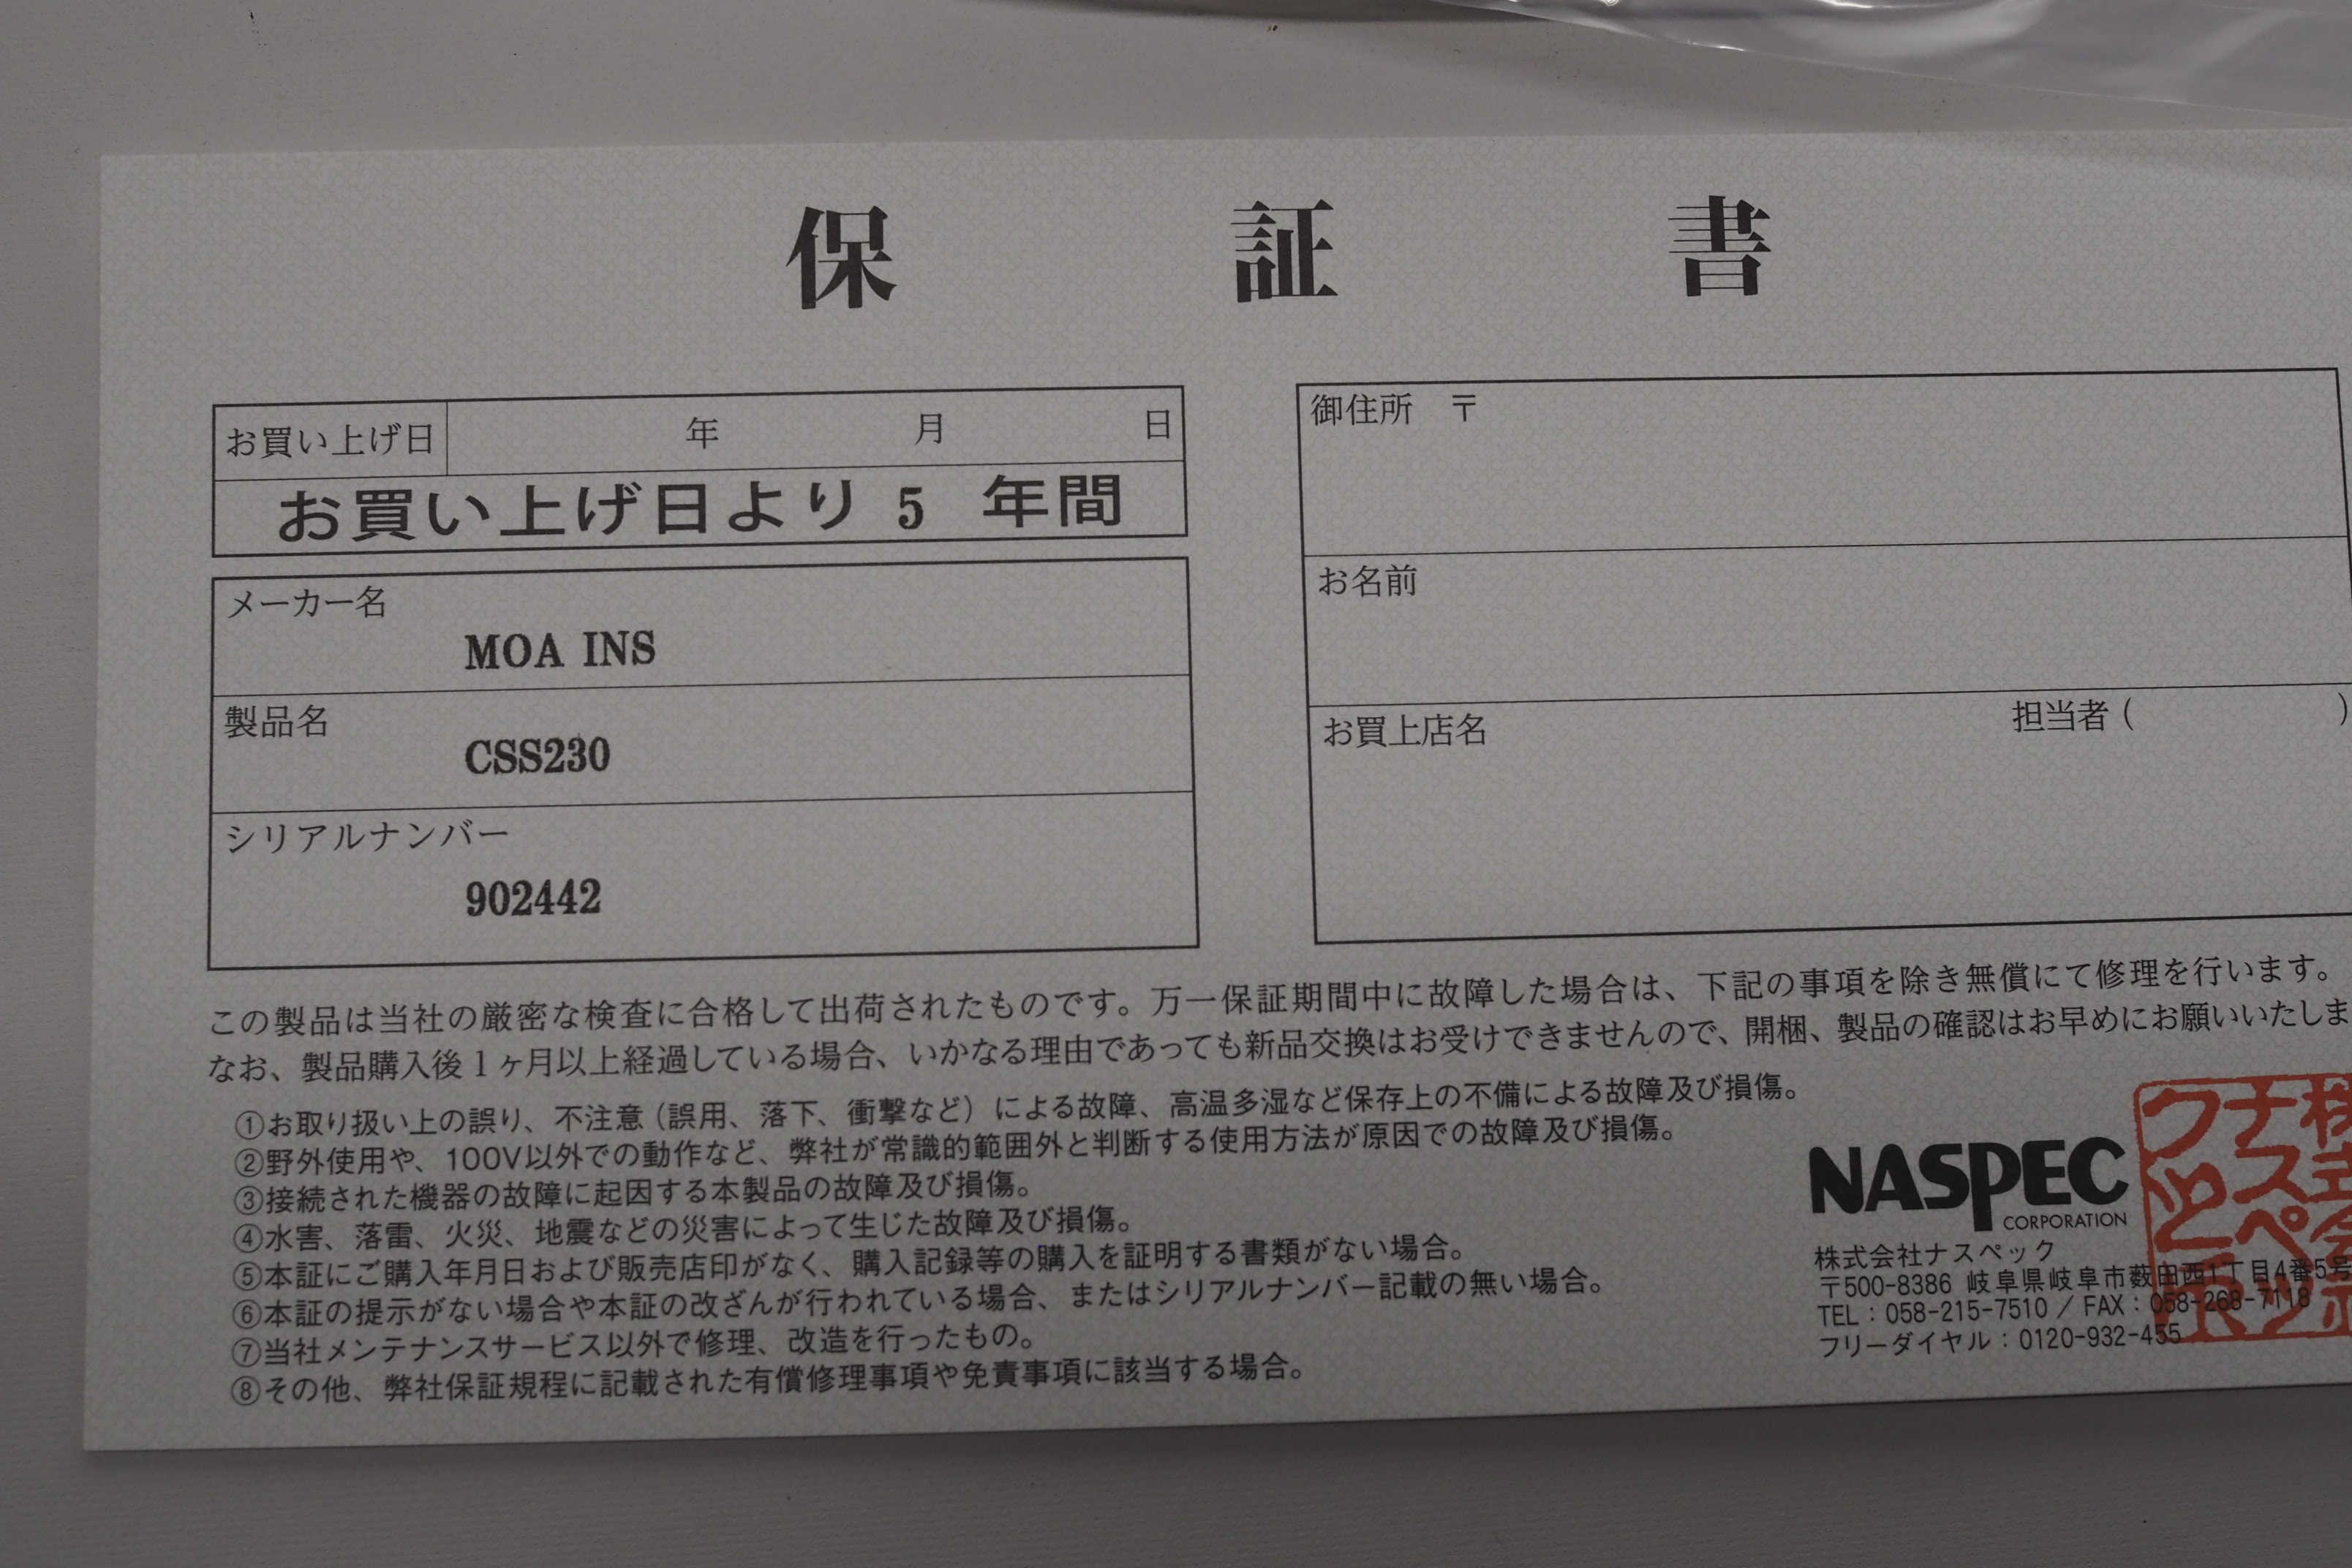 保証書
お買い上げ日 年 月 日
お買い上げ日より 5 年間
メーカー名
MOA INS
製品名
CSS230
シリアルナンバー
902442
御住所 〒
お名前
お買上店名 担当者 ( )
この製品は当社の厳密な検査に合格して出荷されたものです。万一保証期間中に故障した場合は、下記の事項を除き無償にて修理を行います。
なお、製品購入後1ヶ月以上経過している場合、いかなる理由であっても新品交換はお受けできませんので、開梱、製品の確認はお早めにお願いいたしま
①お取り扱い上の誤り、不注意(誤用、落下、衝撃など)による故障、高温多湿など保存上の不備による故障及び損傷。
②野外使用や、100V以外での動作など、弊社が常識的範囲外と判断する使用方法が原因での故障及び損傷。
③接続された機器の故障に起因する本製品の故障及び損傷。
④水害、落雷、火災、地震などの災害によって生じた故障及び損傷。
⑤本証にご購入年月日および販売店印がなく、購入記録等の購入を証明する書類がない場合。
⑥本証の提示がない場合や本証の改ざんが行われている場合、またはシリアルナンバー記載の無い場合。
⑦当社メンテナンスサービス以外で修理、改造を行ったもの。
⑧その他、弊社保証規程に記載された有償修理事項や免責事項に該当する場合。
NASPEC
CORPORATION
株式会社ナスペック
〒500-8386 岐阜県岐阜市薮田西1丁目4番5号
TEL：058-215-7510 / FAX：058-268-7118
フリーダイヤル：0120-932-455